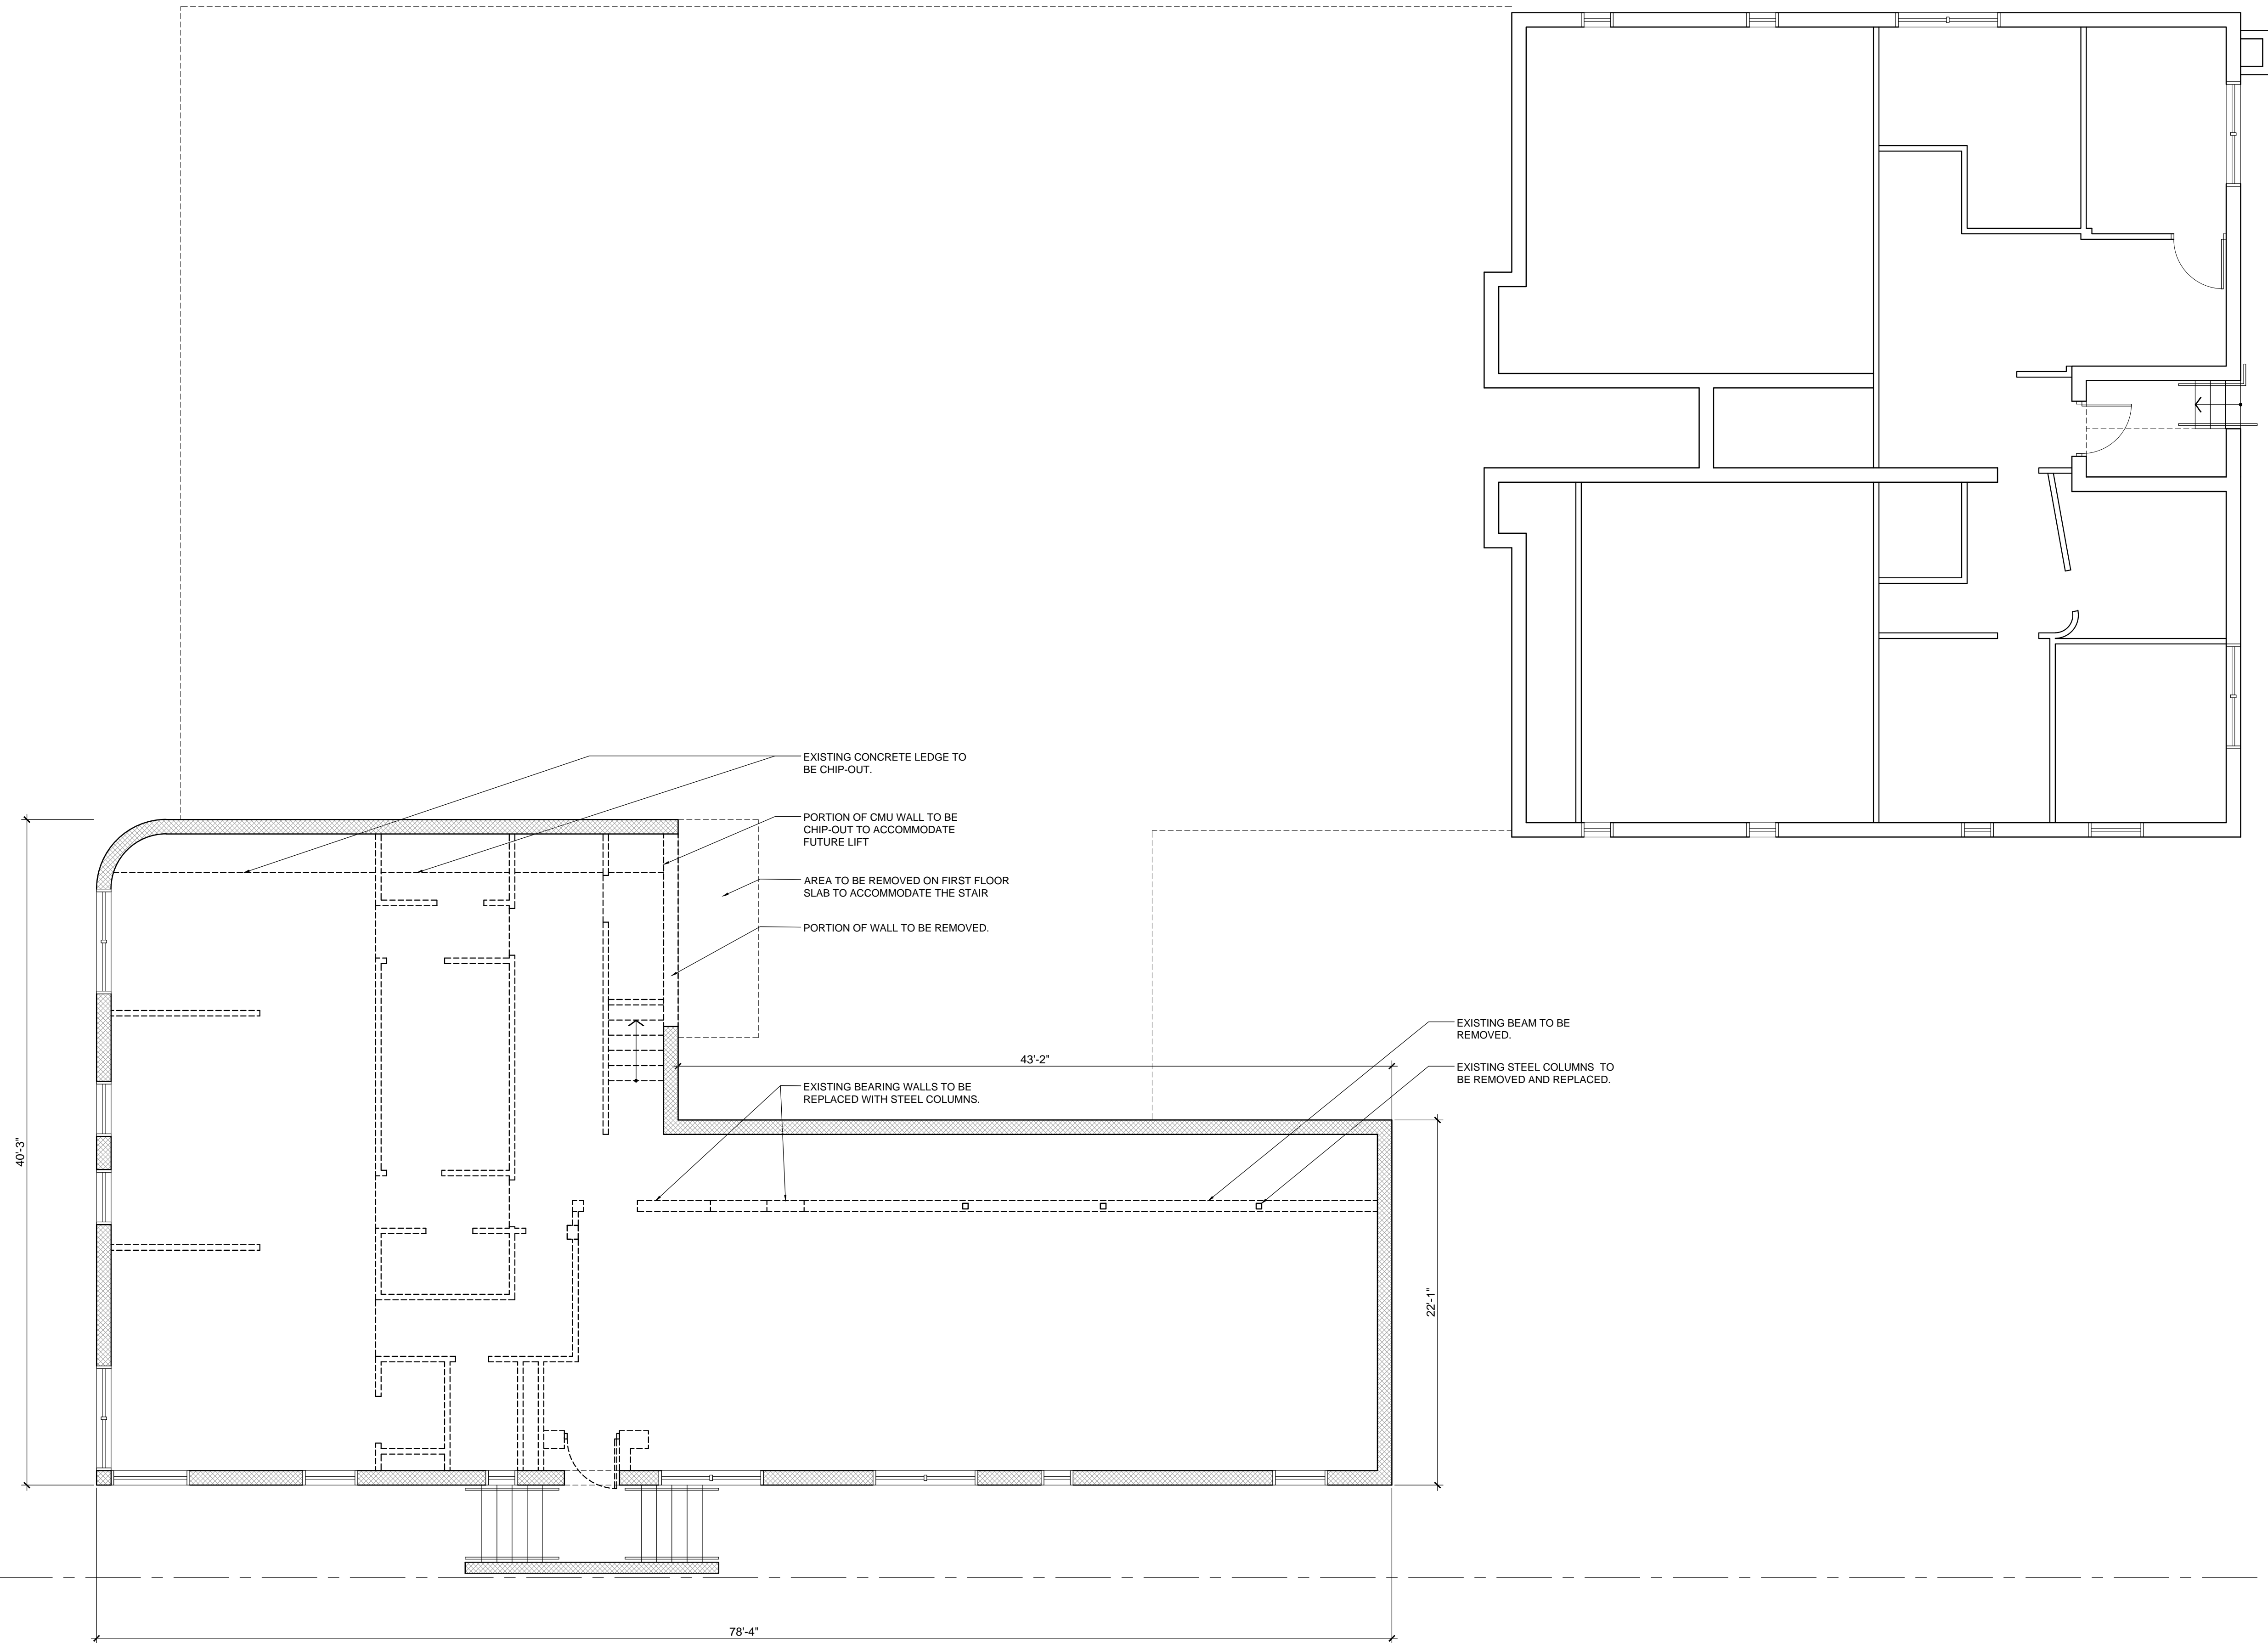 EXISTING CONCRETE LEDGE TO
BE CHIP-OUT.
PORTION OF CMU WALL TO BE
CHIP-OUT TO ACCOMMODATE
FUTURE LIFT
AREA TO BE REMOVED ON FIRST FLOOR
SLAB TO ACCOMMODATE THE STAIR
PORTION OF WALL TO BE REMOVED.
EXISTING BEAM TO BE
REMOVED.
43'-2"
EXISTING STEEL COLUMNS TO
BE REMOVED AND REPLACED.
EXISTING BEARING WALLS TO BE
REPLACED WITH STEEL COLUMNS.
40'-3"
22'-1"
78'-4"